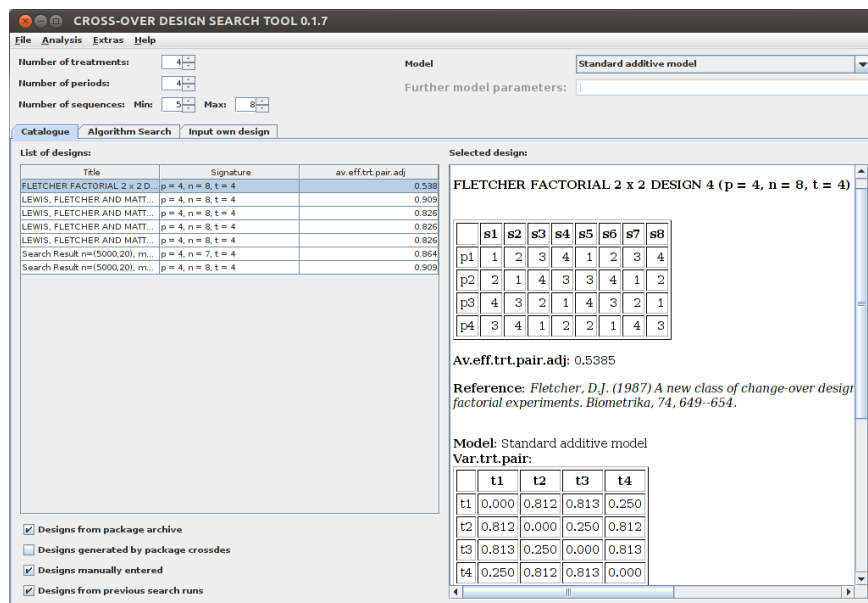 CROSS-OVER DESIGN SEARCH TOOL 0.1.7
File Analysis Extras Help
Number of treatments: 4
Model Standard additive model
Number of periods: 4
Further model parameters: 1
Number of sequences: Min: 5 Max: 8
Catalogue Algorithm Search Input own design
List of designs:
Title Signature av.eff.trt.pair.adj
FLETCHER FACTORIAL 2 x 2 D... p = 4, n = 8, t = 4 0.538
LEWIS, FLETCHER AND MATT... p = 4, n = 8, t = 4 0.909
LEWIS, FLETCHER AND MATT... p = 4, n = 8, t = 4 0.826
LEWIS, FLETCHER AND MATT... p = 4, n = 8, t = 4 0.826
LEWIS, FLETCHER AND MATT... p = 4, n = 8, t = 4 0.826
Search Result n=(5000,20), m... p = 4, n = 7, t = 4 0.864
Search Result n=(5000,20), m... p = 4, n = 8, t = 4 0.909
Designs from package archive
Designs generated by package crossdes
Designs manually entered
Designs from previous search runs
Selected design:
FLETCHER FACTORIAL 2 x 2 DESIGN 4 (p = 4, n = 8, t = 4)
s1 s2 s3 s4 s5 s6 s7 s8
p1 1 2 3 4 1 2 3 4
p2 2 1 4 3 3 4 1 2
p3 4 3 2 1 4 3 2 1
p4 3 4 1 2 2 1 4 3
Av.eff.trt.pair.adj: 0.5385
Reference: Fletcher, D.J. (1987) A new class of change-over design
factorial experiments. Biometrika, 74, 649--654.
Model: Standard additive model
Var.trt.pair:
t1 t2 t3 t4
t1 0.000 0.812 0.813 0.250
t2 0.812 0.000 0.250 0.812
t3 0.813 0.250 0.000 0.813
t4 0.250 0.812 0.813 0.000